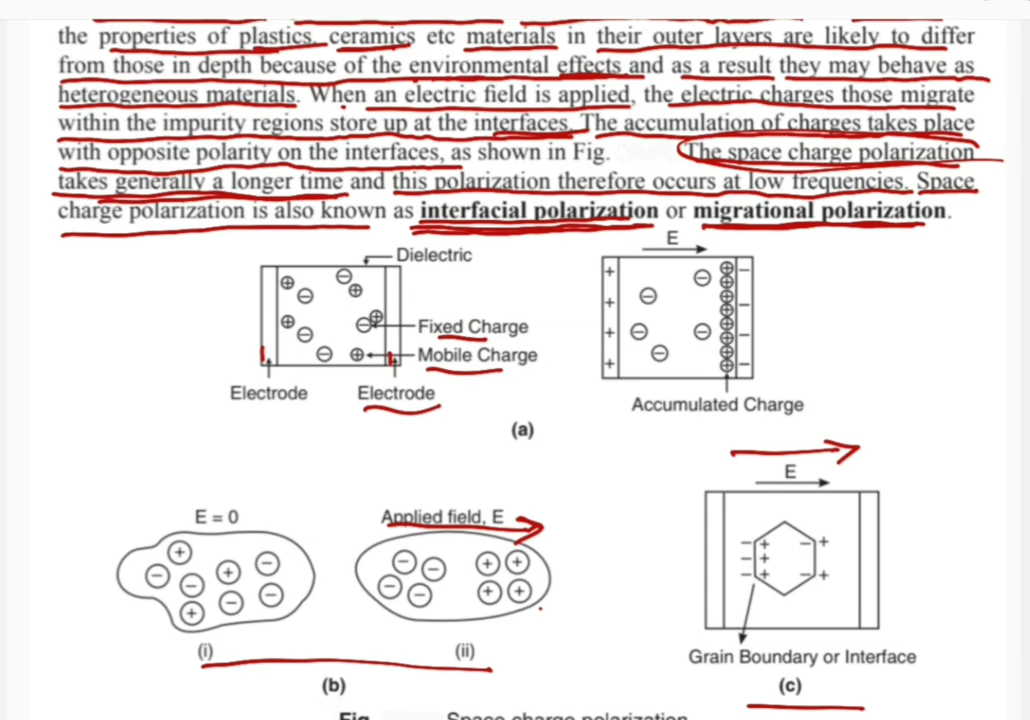 the properties of plastics, ceramics etc materials in their outer layers are likely to differ
from those in depth because of the environmental effects and as a result they may behave as
heterogeneous materials. When an electric field is applied, the electric charges those migrate
within the impurity regions store up at the interfaces. The accumulation of charges takes place
with opposite polarity on the interfaces, as shown in Fig. The space charge polarization
takes generally a longer time and this polarization therefore occurs at low frequencies. Space
charge polarization is also known as interfacial polarization or migrational polarization.
Dielectric
Fixed Charge
Mobile Charge
Electrode
Electrode
E
Accumulated Charge
(a)
E = 0
(i)
Applied field, E
(ii)
(b)
E
Grain Boundary or Interface
(c)
Fig Space charge polarization